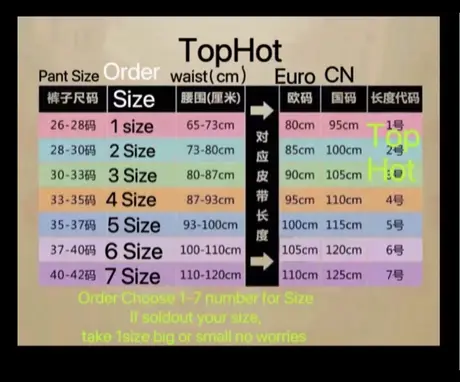 TopHot
Pant Size Order waist(cm) Euro CN
裤子尺码 Size 腰围(厘米) 欧码 国码 长度代码
26-28码 1 size 65-73cm 80cm 95cm 1号
28-30码 2 Size 73-80cm 85cm 100cm 2号
30-33码 3 Size 80-87cm 90cm 105cm 3号
33-35码 4 Size 87-93cm 95cm 110cm 4号
35-37码 5 Size 93-100cm 100cm 115cm 5号
37-40码 6 Size 100-110cm 105cm 120cm 6号
40-42码 7 Size 110-120cm 110cm 125cm 7号
对应皮带长度
Top
Hot
Order Choose 1-7 number for Size
If soldout your size,
take 1size big or small no worries